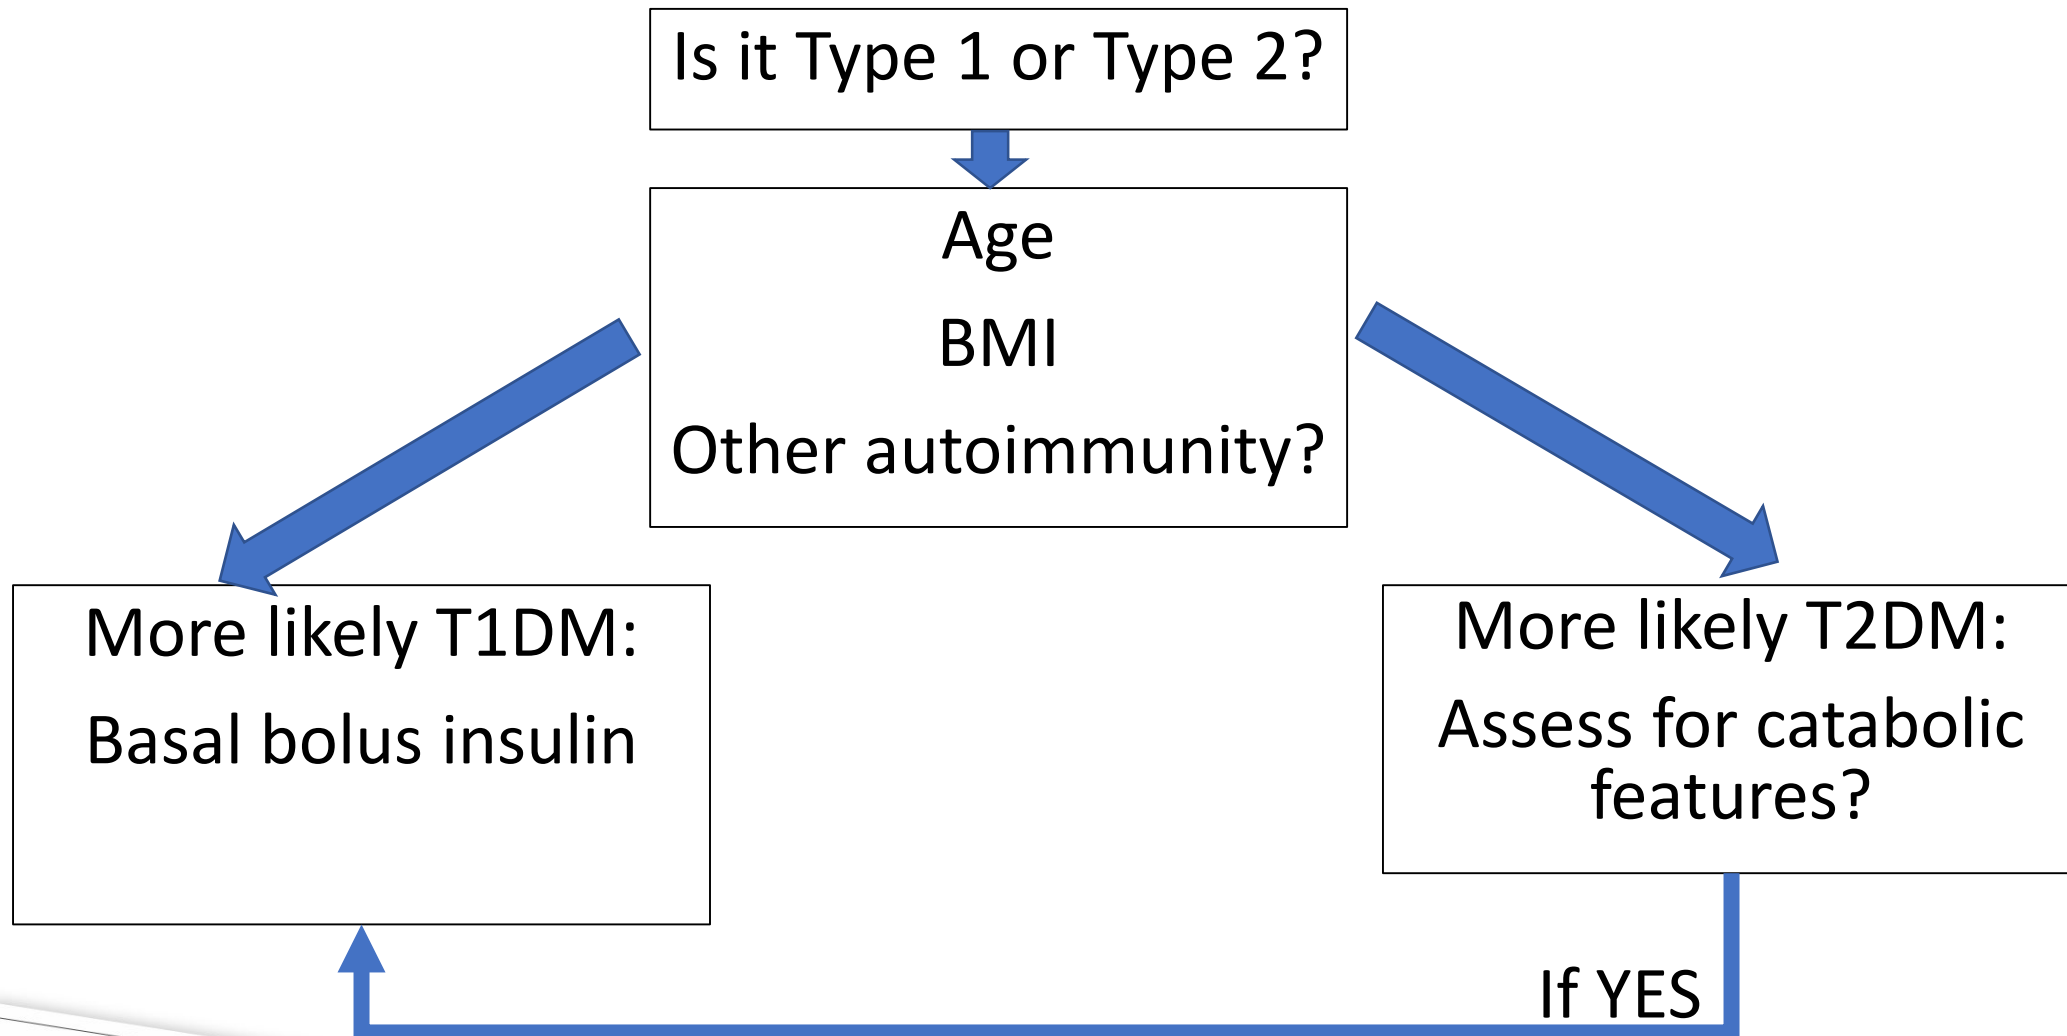 Is it Type 1 or Type 2?
Age
BMI
Other autoimmunity?
More likely T1DM:
Basal bolus insulin
More likely T2DM:
Assess for catabolic
features?
If YES